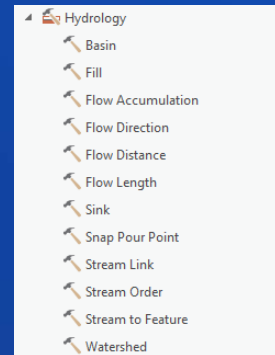 Hydrology
Basin
Fill
Flow Accumulation
Flow Direction
Flow Distance
Flow Length
Sink
Snap Pour Point
Stream Link
Stream Order
Stream to Feature
Watershed